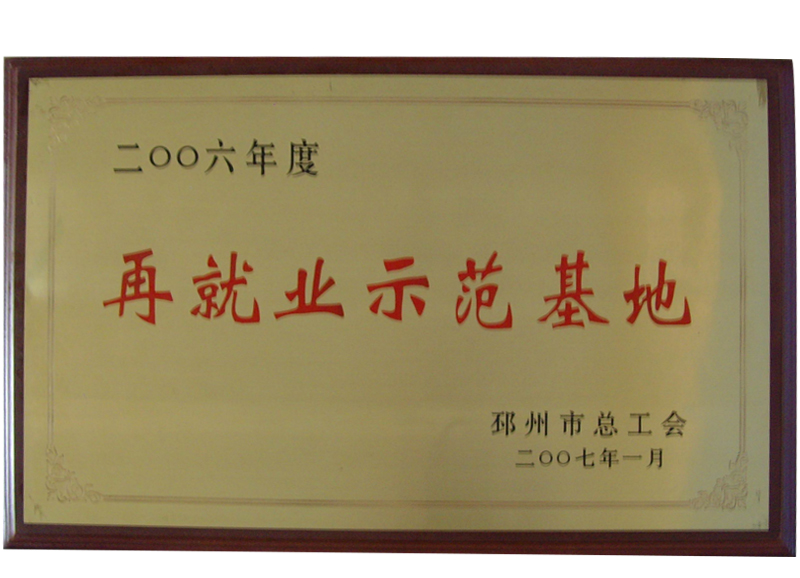 二〇〇六年度
再就业示范基地
邳州市总工会
二〇〇七年一月